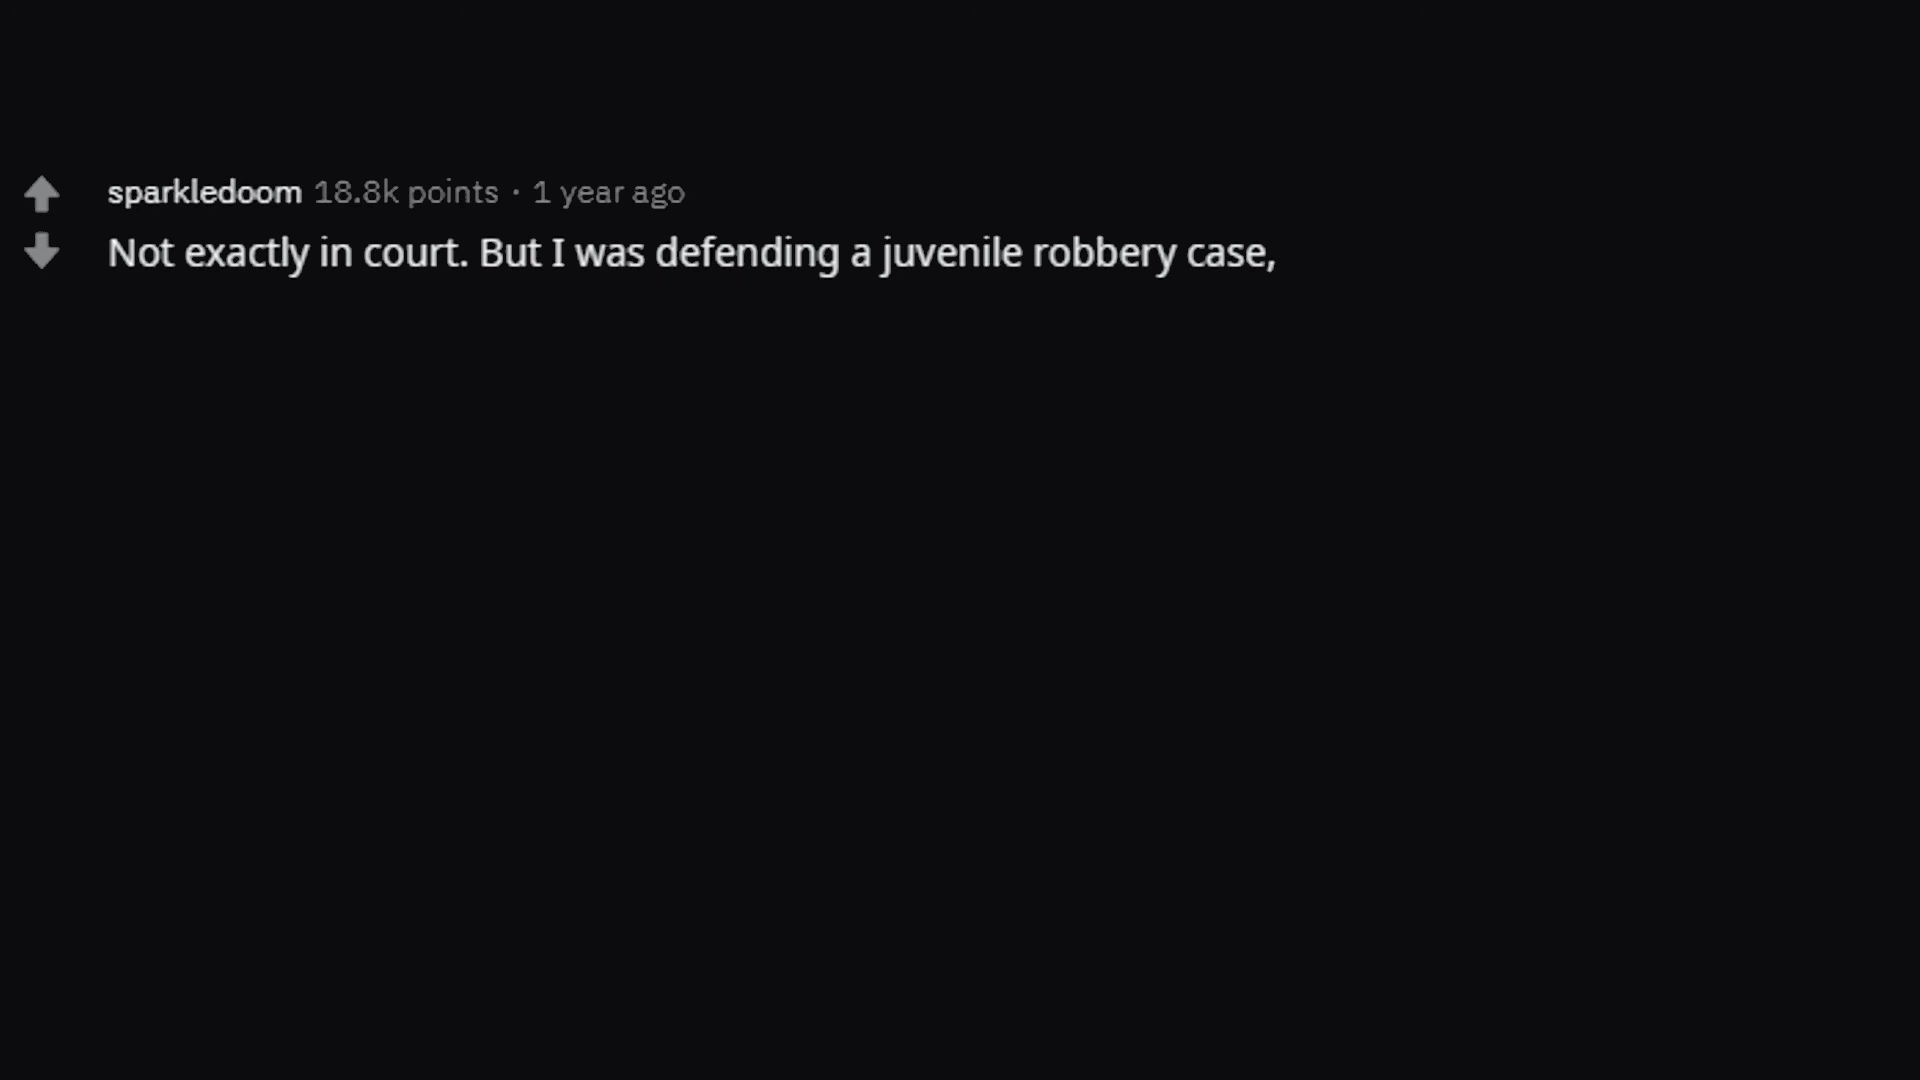 sparkledoom 18.8k points · 1 year ago
Not exactly in court. But I was defending a juvenile robbery case,